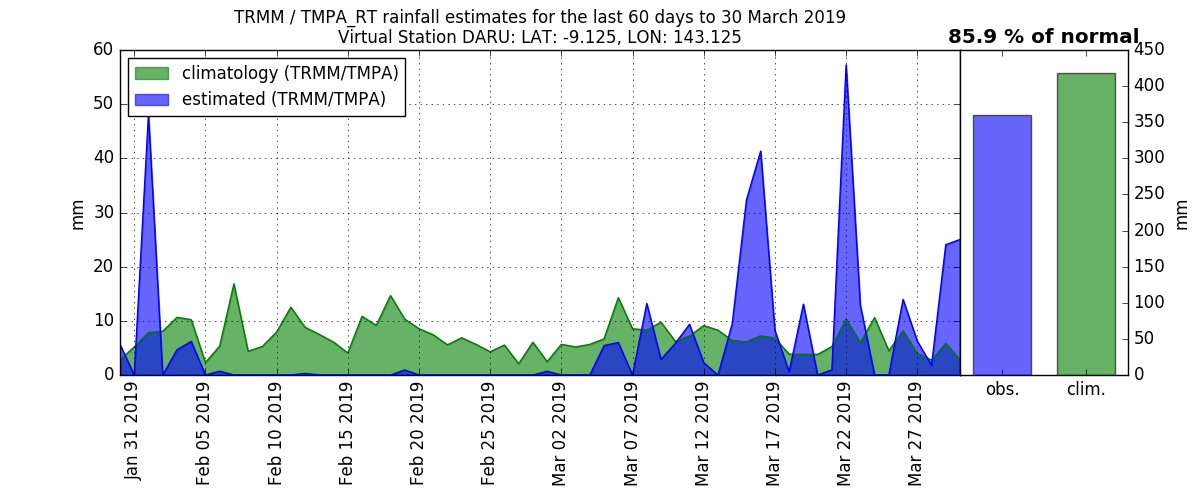 TRMM / TMPA_RT rainfall estimates for the last 60 days to 30 March 2019
Virtual Station DARU: LAT: -9.125, LON: 143.125
85.9 % of normal
climatology (TRMM/TMPA)
estimated (TRMM/TMPA)
mm
60
50
40
30
20
10
0
Jan 31 2019
Feb 05 2019
Feb 10 2019
Feb 15 2019
Feb 20 2019
Feb 25 2019
Mar 02 2019
Mar 07 2019
Mar 12 2019
Mar 17 2019
Mar 22 2019
Mar 27 2019
obs.
clim.
450
400
350
300
250
200
150
100
50
0
mm